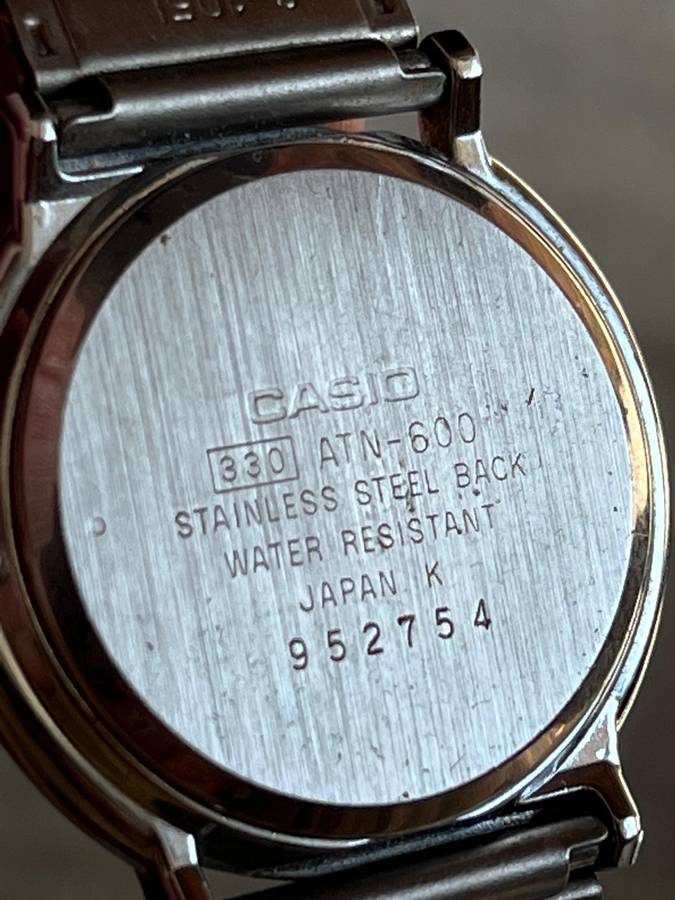 CASIO
330 ATN-600
STAINLESS STEEL BACK
WATER RESISTANT
JAPAN K
952754